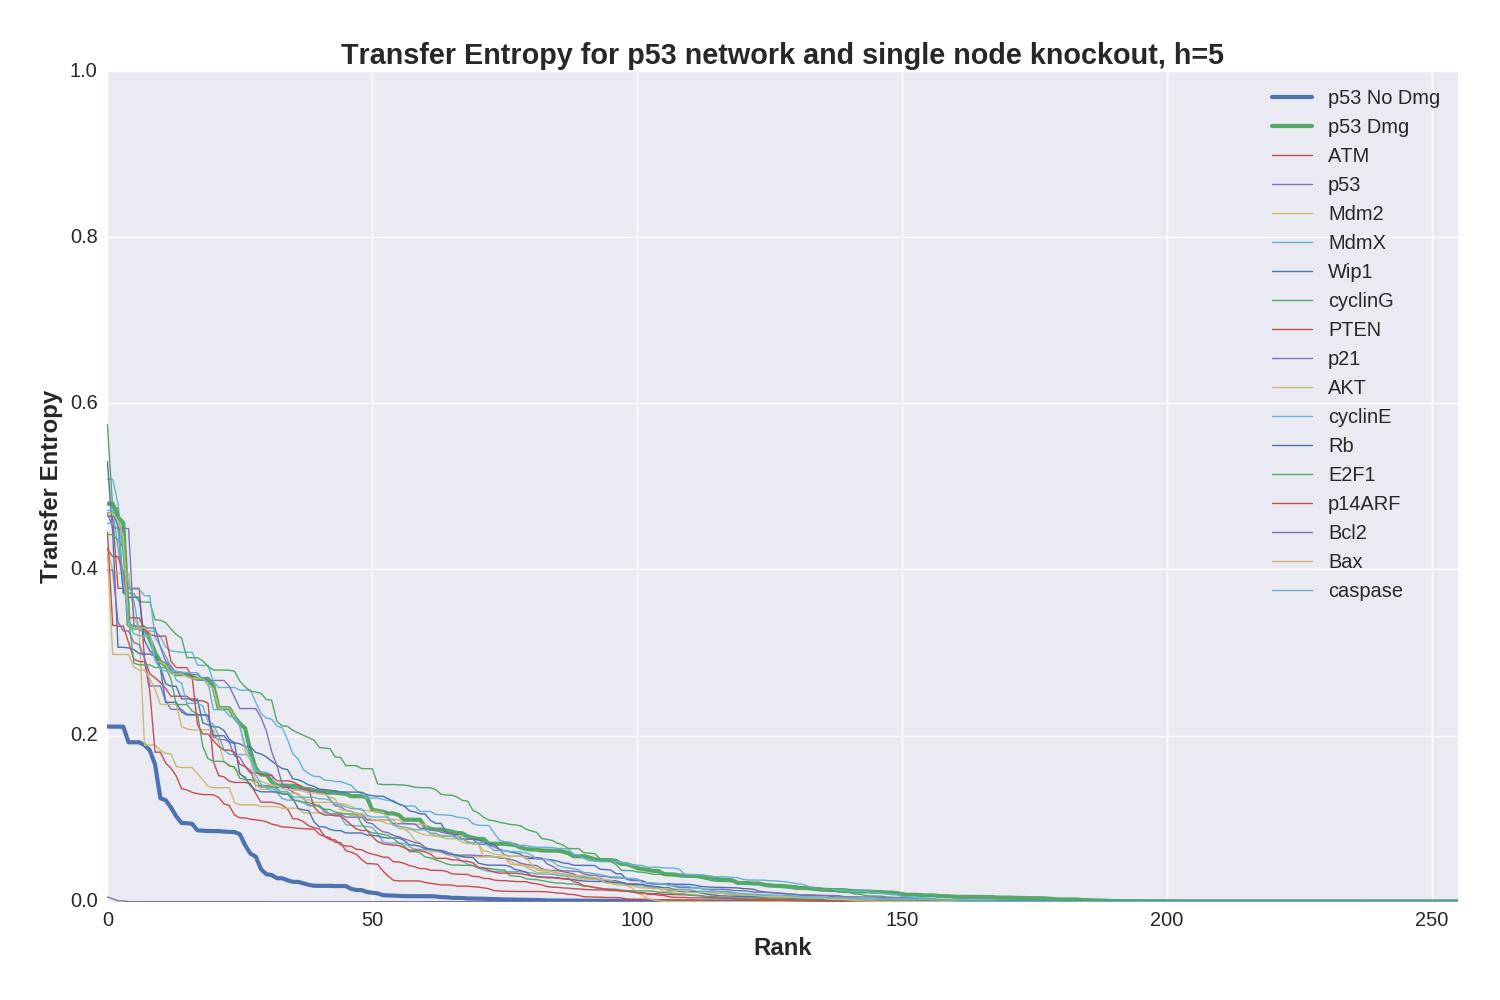 Transfer Entropy for p53 network and single node knockout, h=5
1.0
0.8
0.6
0.4
0.2
0.0
Transfer Entropy
0
50
100
150
200
250
Rank
p53 No Dmg
p53 Dmg
ATM
p53
Mdm2
MdmX
Wip1
cyclinG
PTEN
p21
AKT
cyclinE
Rb
E2F1
p14ARF
Bcl2
Bax
caspase